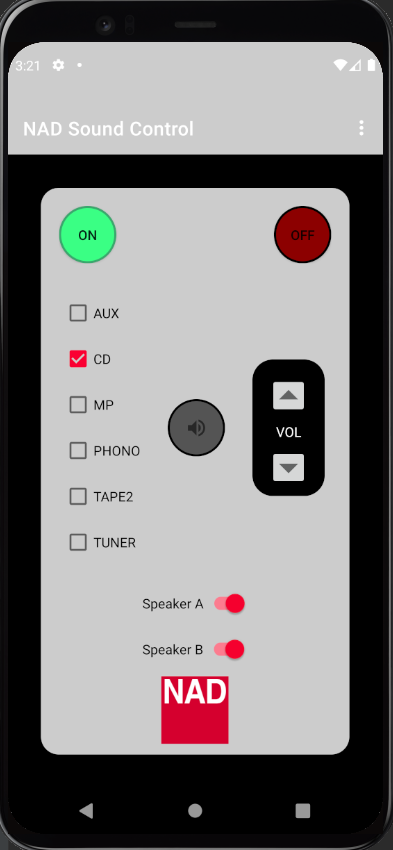 3:21
NAD Sound Control
ON
OFF
AUX
CD
MP
PHONO
TAPE2
TUNER
VOL
Speaker A
Speaker B
NAD